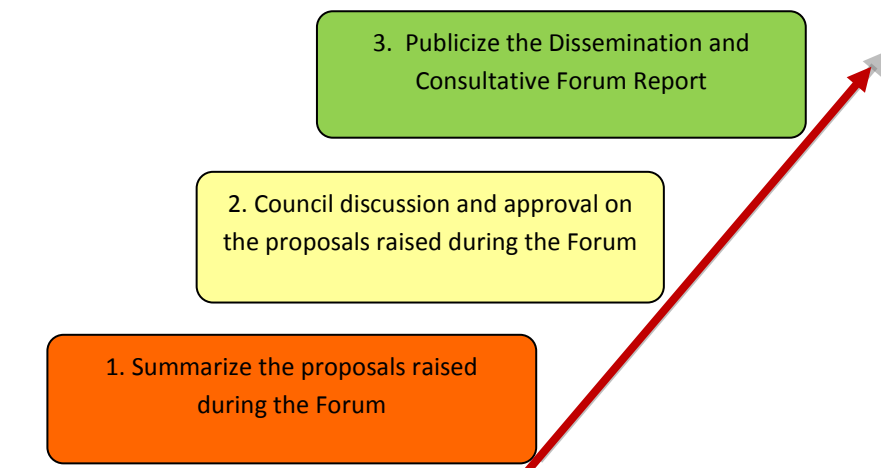 3. Publicize the Dissemination and
Consultative Forum Report
2. Council discussion and approval on
the proposals raised during the Forum
1. Summarize the proposals raised
during the Forum